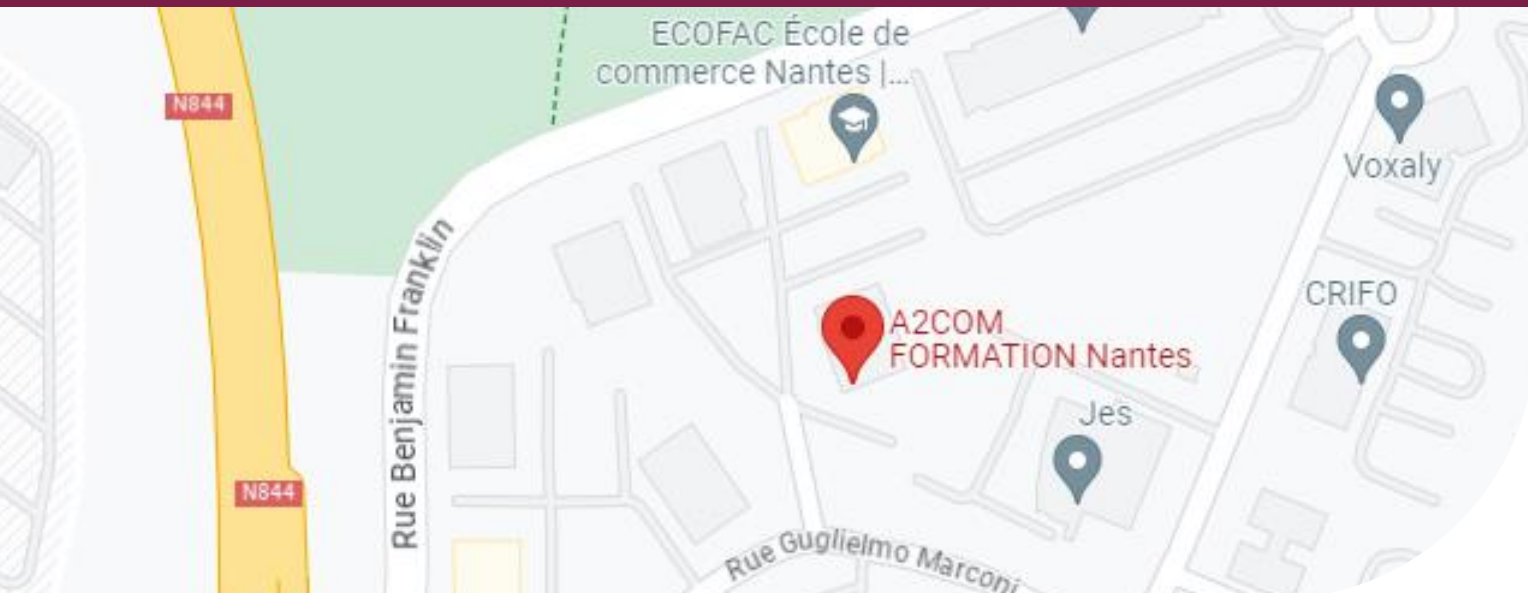 ECOFAC École de
commerce Nantes |...
N844
Voxaly
Rue Benjamin Franklin
CRIFO
A2COM
FORMATION Nantes
Jes
N844
Rue Guglielmo Marconi